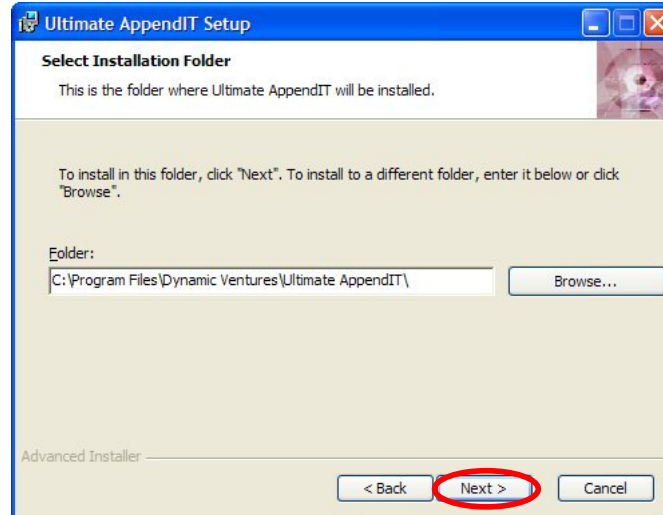 Ultimate AppendIT Setup
Select Installation Folder
This is the folder where Ultimate AppendIT will be installed.
To install in this folder, click "Next". To install to a different folder, enter it below or click
"Browse".
Folder:
C:\Program Files\Dynamic Ventures\Ultimate AppendIT\
Browse...
Advanced Installer
< Back
Next >
Cancel